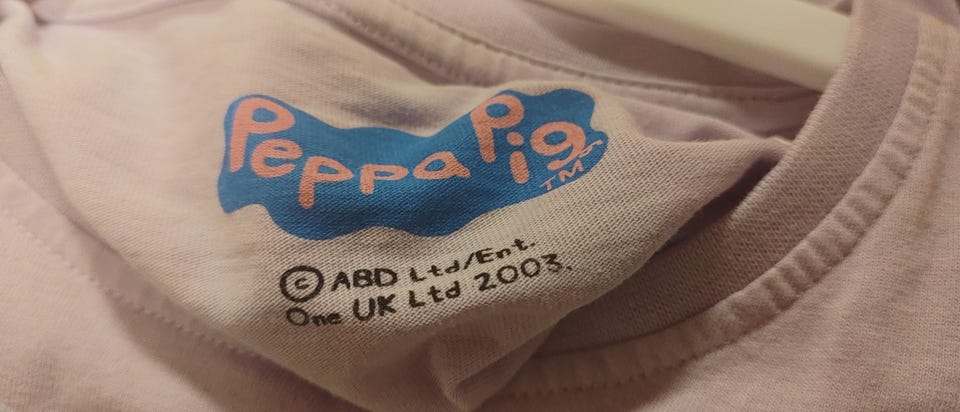 Peppa Pig TM
© ABD Ltd/Ent.
One UK Ltd 2003.